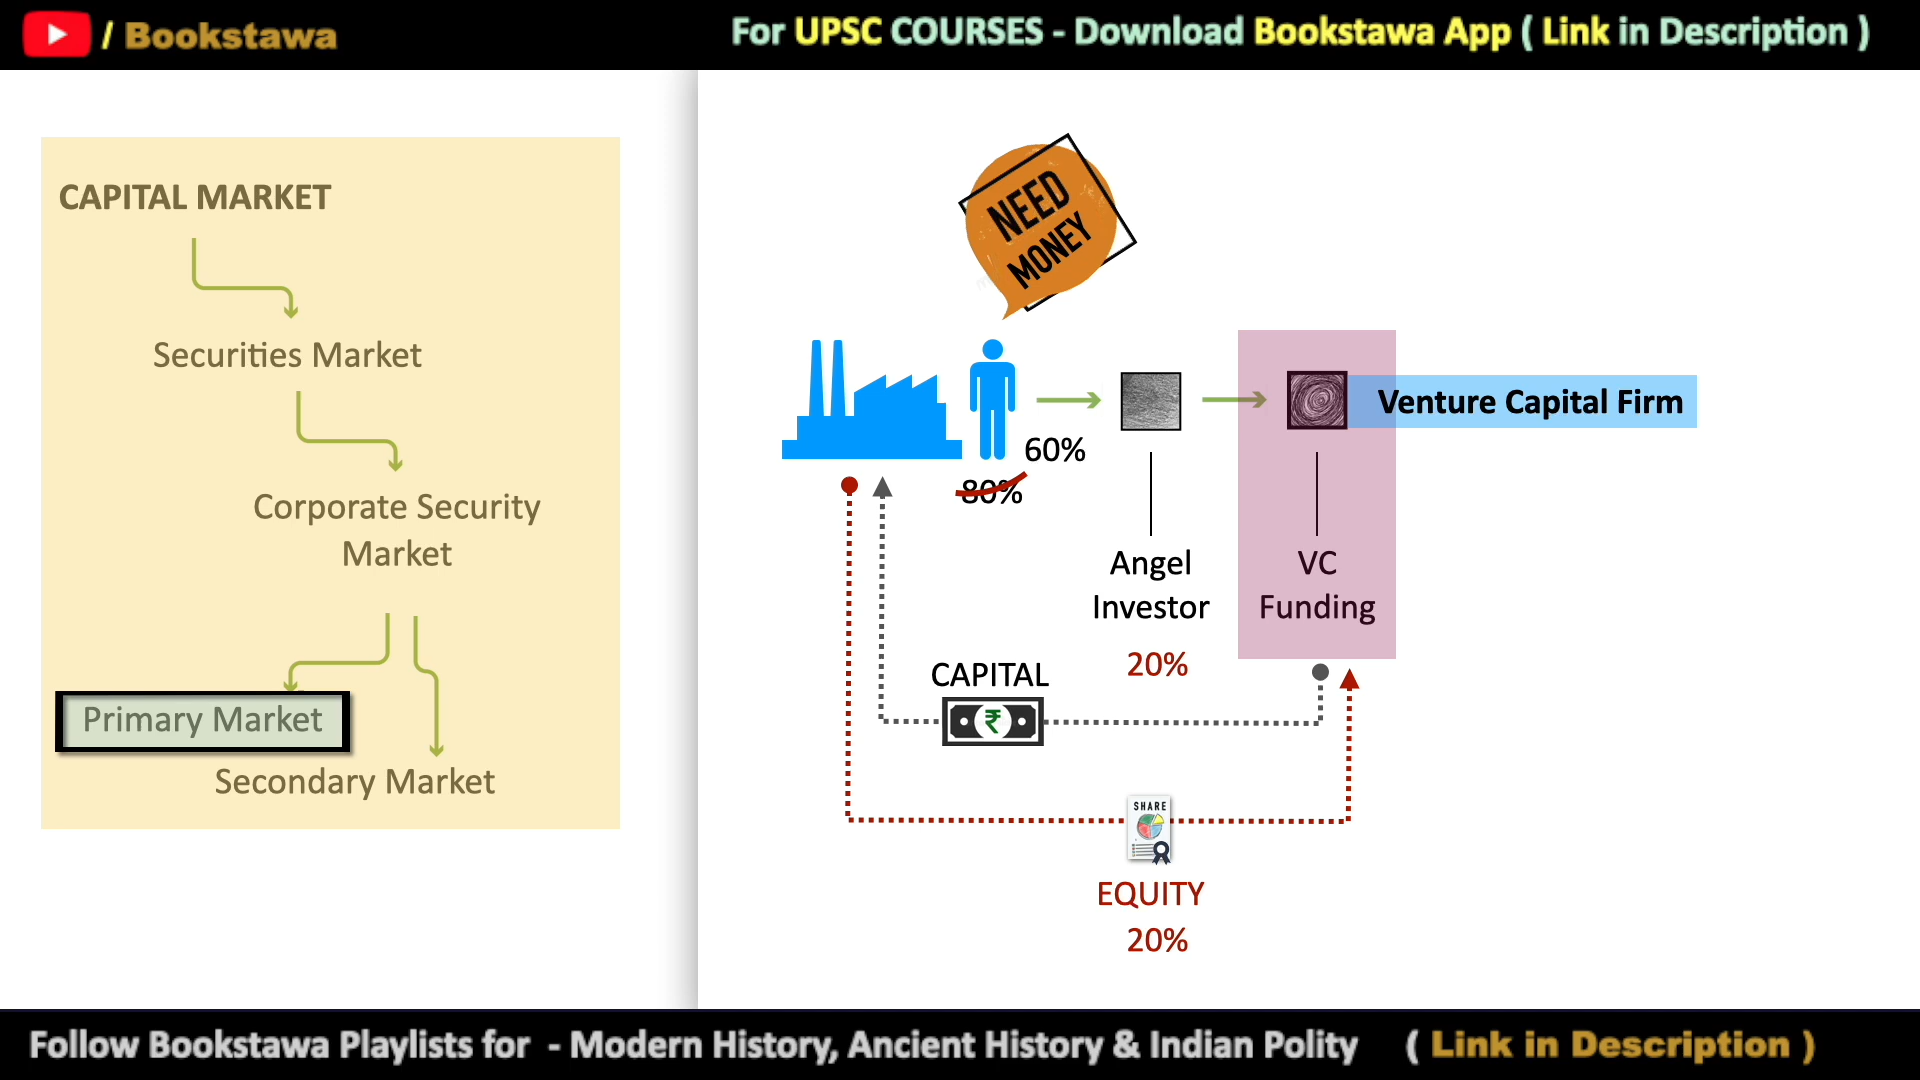 / Bookstawa
For UPSC COURSES - Download Bookstawa App ( Link in Description )
CAPITAL MARKET
Securities Market
Corporate Security
Market
Primary Market
Secondary Market
NEED
MONEY
60%
80%
Venture Capital Firm
Angel
Investor
20%
VC
Funding
CAPITAL
₹
SHARE
EQUITY
20%
Follow Bookstawa Playlists for - Modern History, Ancient History & Indian Polity ( Link in Description )